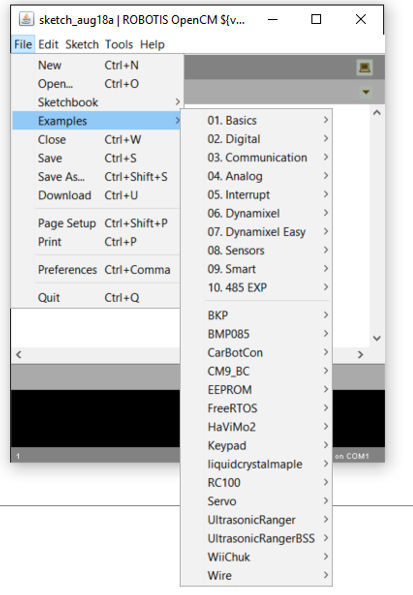 sketch_aug18a | ROBOTIS OpenCM ${v...
File Edit Sketch Tools Help
New Ctrl+N
Open... Ctrl+O
Sketchbook
Examples
Close Ctrl+W
Save Ctrl+S
Save As... Ctrl+Shift+S
Download Ctrl+U
Page Setup Ctrl+Shift+P
Print Ctrl+P
Preferences Ctrl+Comma
Quit Ctrl+Q
01. Basics
02. Digital
03. Communication
04. Analog
05. Interrupt
06. Dynamixel
07. Dynamixel Easy
08. Sensors
09. Smart
10. 485 EXP
BKP
BMP085
CarBotCon
CM9_BC
EEPROM
FreeRTOS
HaViMo2
Keypad
liquidcrystalmaple
RC100
Servo
UltrasonicRanger
UltrasonicRangerBSS
WiiChuk
Wire
1
on COM1